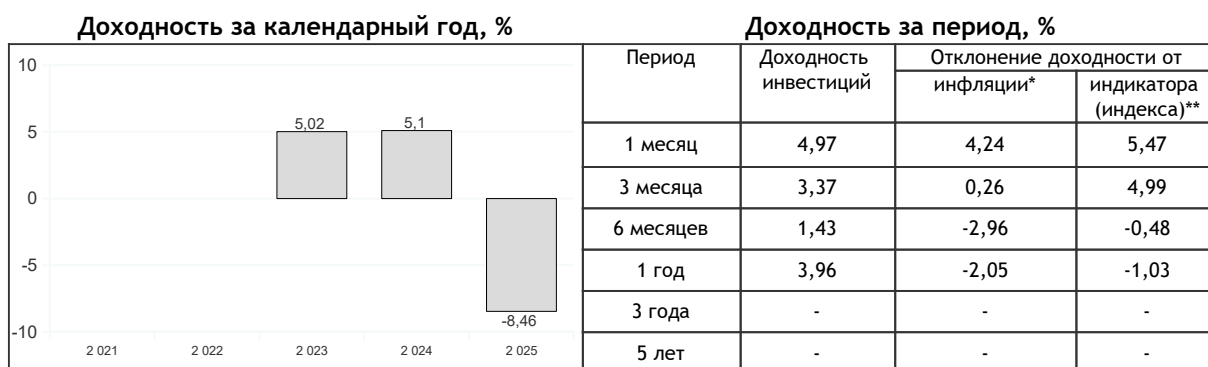 Доходность за календарный год, %
10
5
0
-5
-10
5,02
5,1
-8,46
2 021
2 022
2 023
2 024
2 025
Доходность за период, %
Период
Доходность
инвестиций
Отклонение доходности от
инфляции*
индикатора
(индекса)**
1 месяц 4,97 4,24 5,47
3 месяца 3,37 0,26 4,99
6 месяцев 1,43 -2,96 -0,48
1 год 3,96 -2,05 -1,03
3 года - - -
5 лет - - -